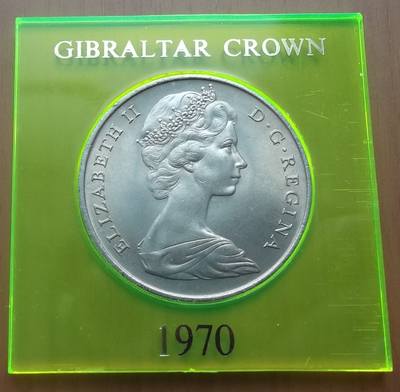 GIBRALTAR CROWN
ELIZABETH II
D·G·REGINA
1970